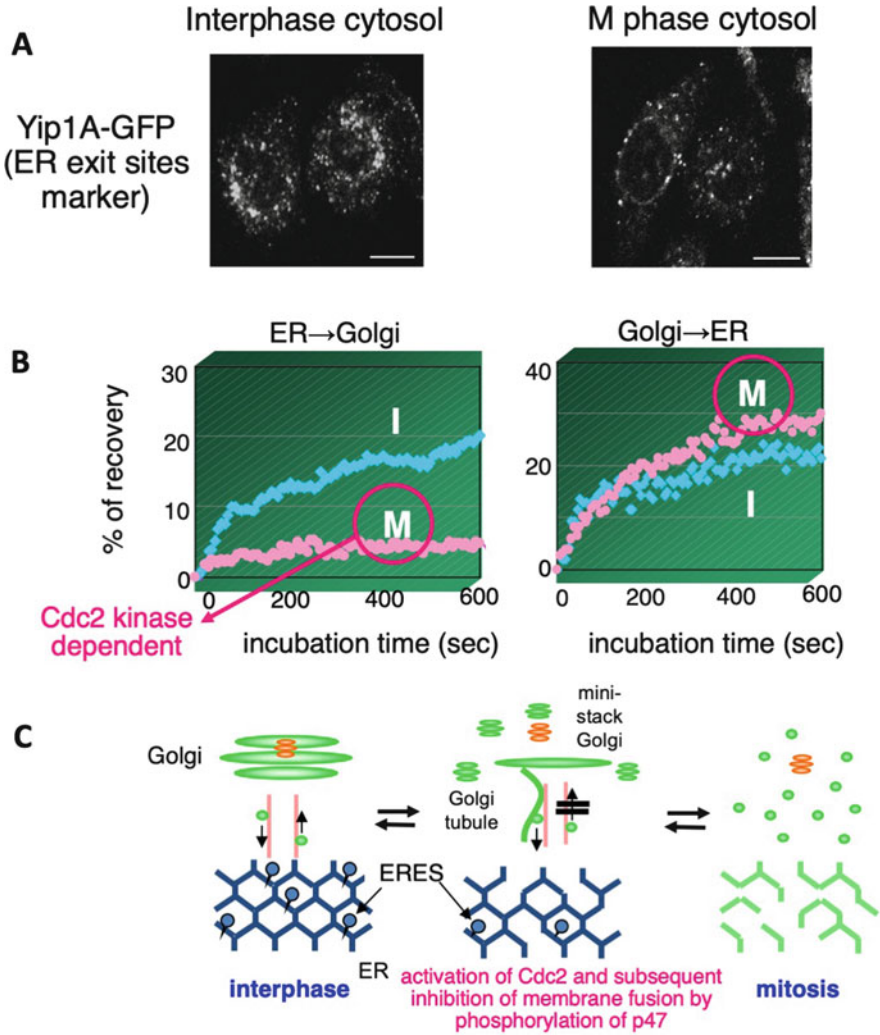 A
Interphase cytosol
M phase cytosol
Yip1A-GFP
(ER exit sites
marker)
B
ER→Golgi
% of recovery
30
20
10
0
I
M
0 200 400 600
incubation time (sec)
Cdc2 kinase
dependent
Golgi→ER
40
20
0
M
I
0 200 400 600
incubation time (sec)
C
Golgi
mini-
stack
Golgi
Golgi
tubule
ERES
ER
interphase
activation of Cdc2 and subsequent
inhibition of membrane fusion by
phosphorylation of p47
mitosis